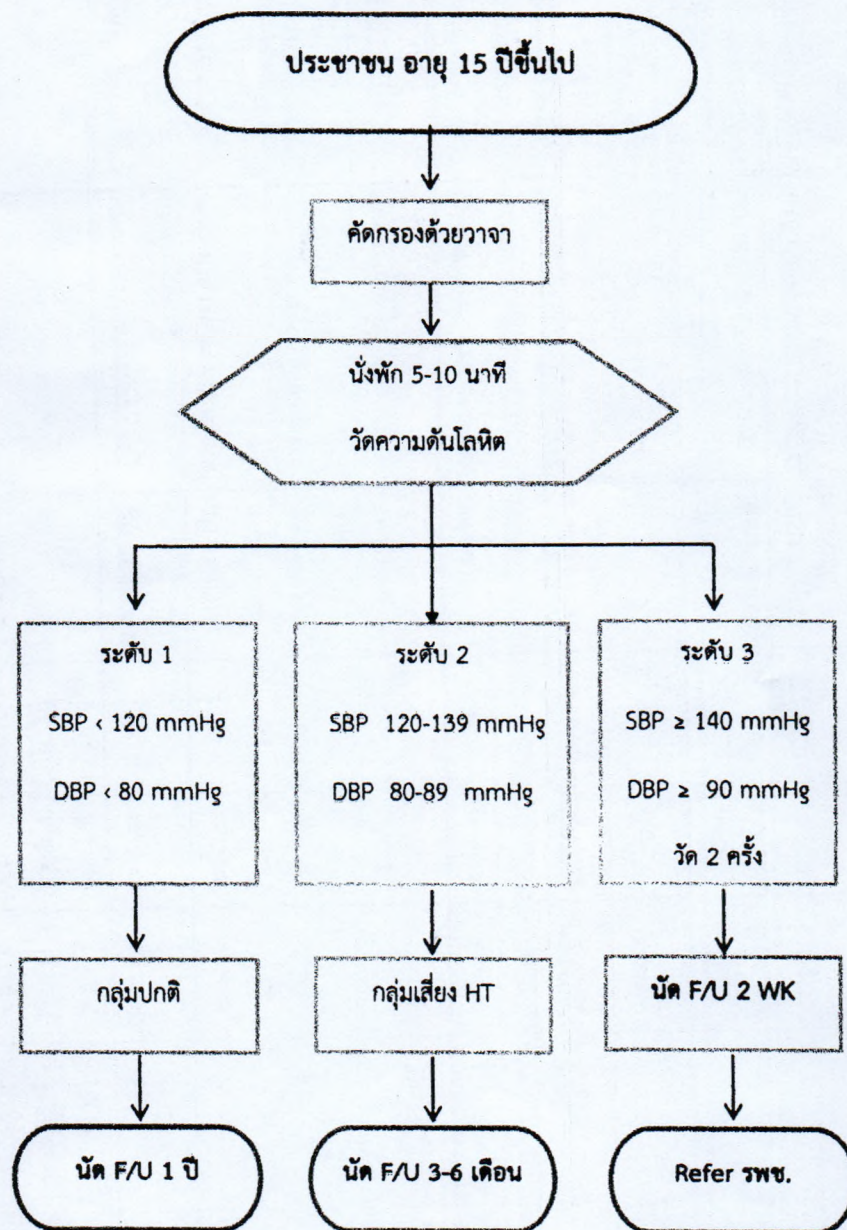 ประชาชน อายุ 15 ปีขึ้นไป
คัดกรองด้วยวาจา
นั่งพัก 5-10 นาที
วัดความดันโลหิต
ระดับ 1
SBP < 120 mmHg
DBP < 80 mmHg
ระดับ 2
SBP 120-139 mmHg
DBP 80-89 mmHg
ระดับ 3
SBP ≥ 140 mmHg
DBP ≥ 90 mmHg
วัด 2 ครั้ง
กลุ่มปกติ
กลุ่มเสี่ยง HT
นัด F/U 2 WK
นัด F/U 1 ปี
นัด F/U 3-6 เดือน
Refer รพช.